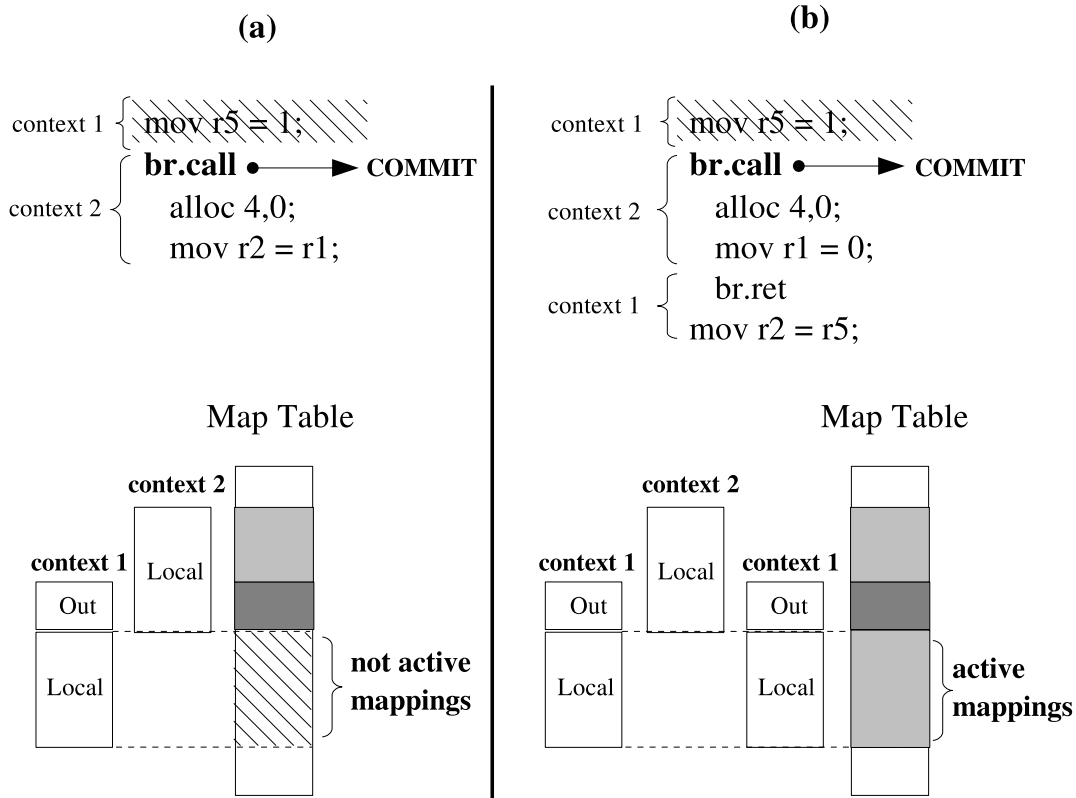 (a)
context 1
mov r5 = 1;
br.call
COMMIT
context 2
alloc 4,0;
mov r2 = r1;
Map Table
context 2
context 1
Local
Out
Local
not active
mappings
(b)
context 1
mov r5 = 1;
br.call
COMMIT
context 2
alloc 4,0;
mov r1 = 0;
br.ret
context 1
mov r2 = r5;
Map Table
context 2
context 1
context 1
Local
Out
Out
Local
Local
active
mappings